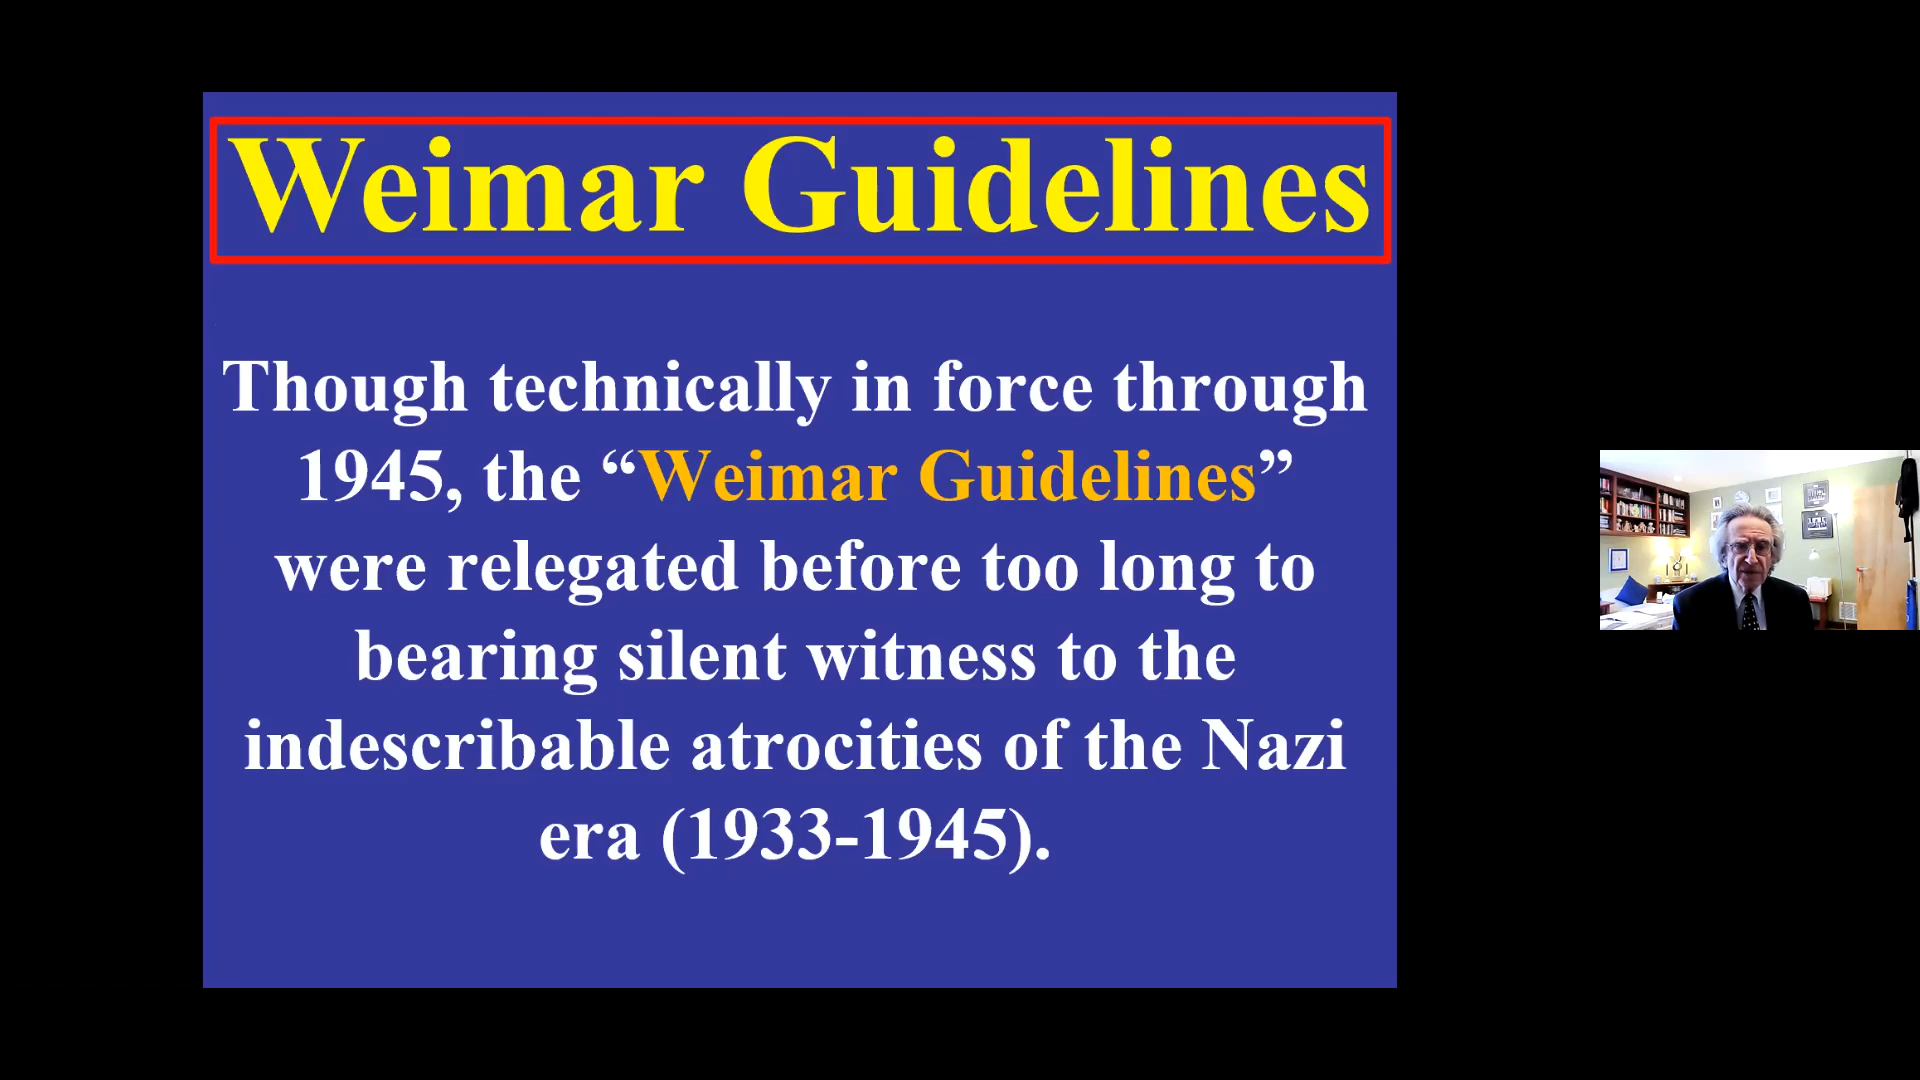 Weimar Guidelines
Though technically in force through
1945, the “Weimar Guidelines”
were relegated before too long to
bearing silent witness to the
indescribable atrocities of the Nazi
era (1933-1945).